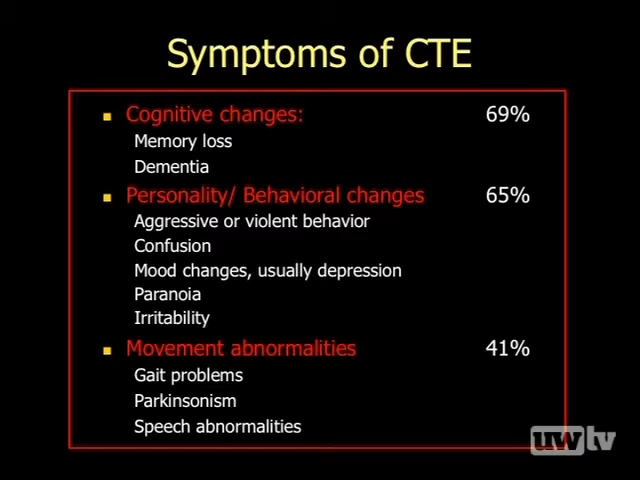 Symptoms of CTE
Cognitive changes: 69%
Memory loss
Dementia
Personality/ Behavioral changes 65%
Aggressive or violent behavior
Confusion
Mood changes, usually depression
Paranoia
Irritability
Movement abnormalities 41%
Gait problems
Parkinsonism
Speech abnormalities
uwtv